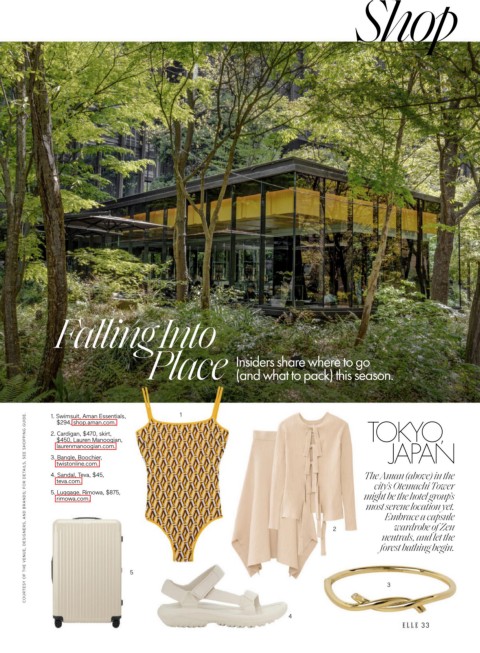 Shop
Falling Into
Place
Insiders share where to go
(and what to pack) this season.
1. Swimsuit, Aman Essentials,
$294, shop.aman.com.
2. Cardigan, $470, skirt,
$450, Lauren Manoogian,
laurenmanoogian.com.
3. Bangle, Boochier,
twistonline.com.
4. Sandal, Teva, $45,
teva.com.
5. Luggage, Rimowa, $875,
rimowa.com.
1
2
3
4
5
TOKYO,
JAPAN
The Aman (above) in the
city's Otemachi Tower
might be the hotel group's
most serene location yet.
Embrace a capsule
wardrobe of Zen
neutrals, and let the
forest bathing begin.
COURTESY OF THE VENUE, DESIGNERS, AND BRANDS; FOR DETAILS, SEE SHOPPING GUIDE.
ELLE 33